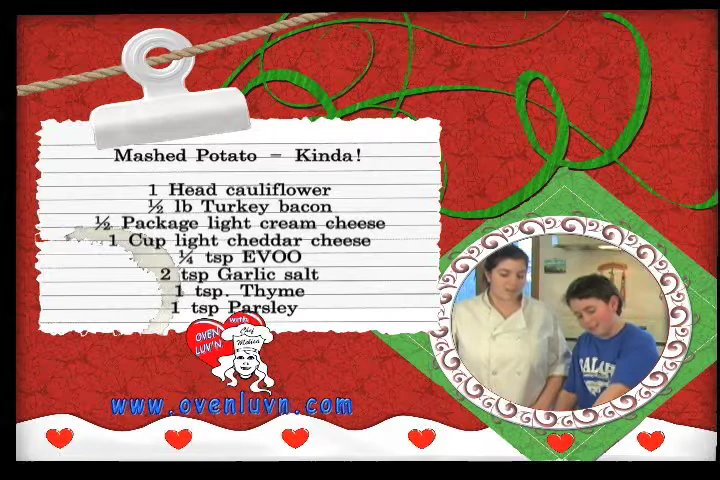 Mashed Potato - Kinda!
1 Head cauliflower
½ lb Turkey bacon
½ Package light cream cheese
1 Cup light cheddar cheese
¼ tsp EVOO
2 tsp Garlic salt
1 tsp. Thyme
1 tsp Parsley
OVEN LUV'N
with:
Chef
Melisa
www.ovenluvn.com